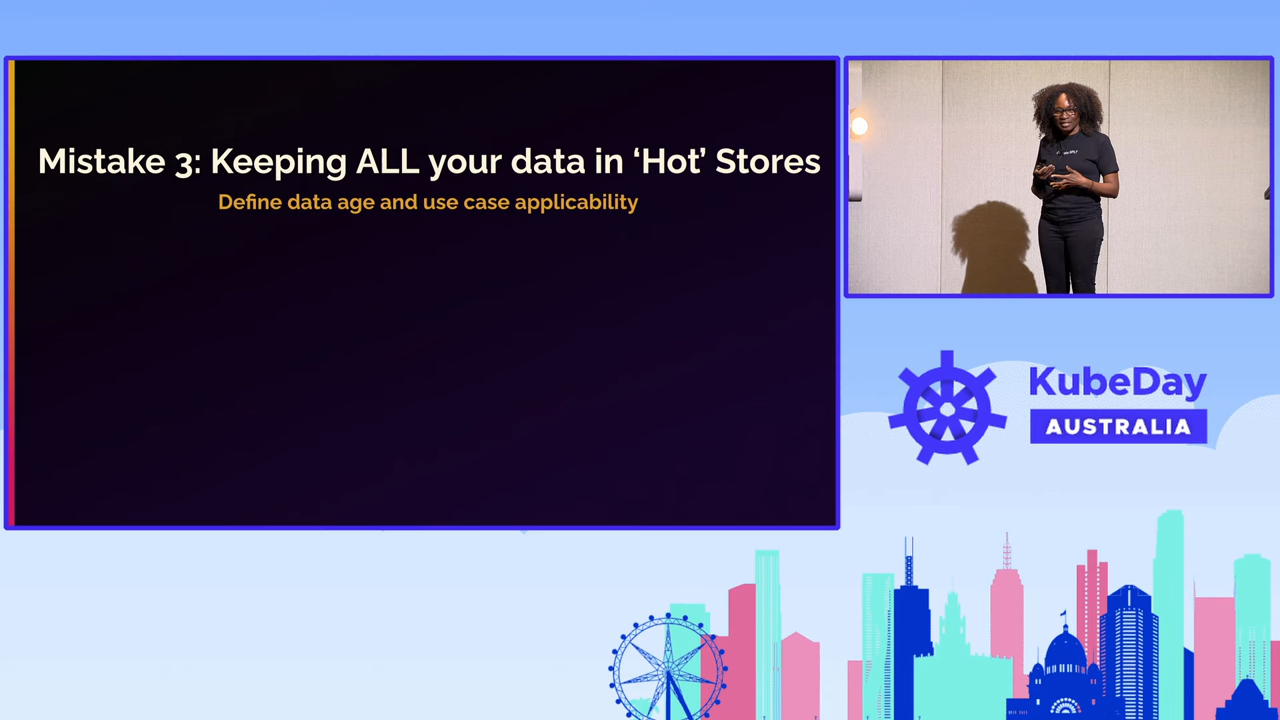 Mistake 3: Keeping ALL your data in ‘Hot’ Stores
Define data age and use case applicability
KubeDay
AUSTRALIA